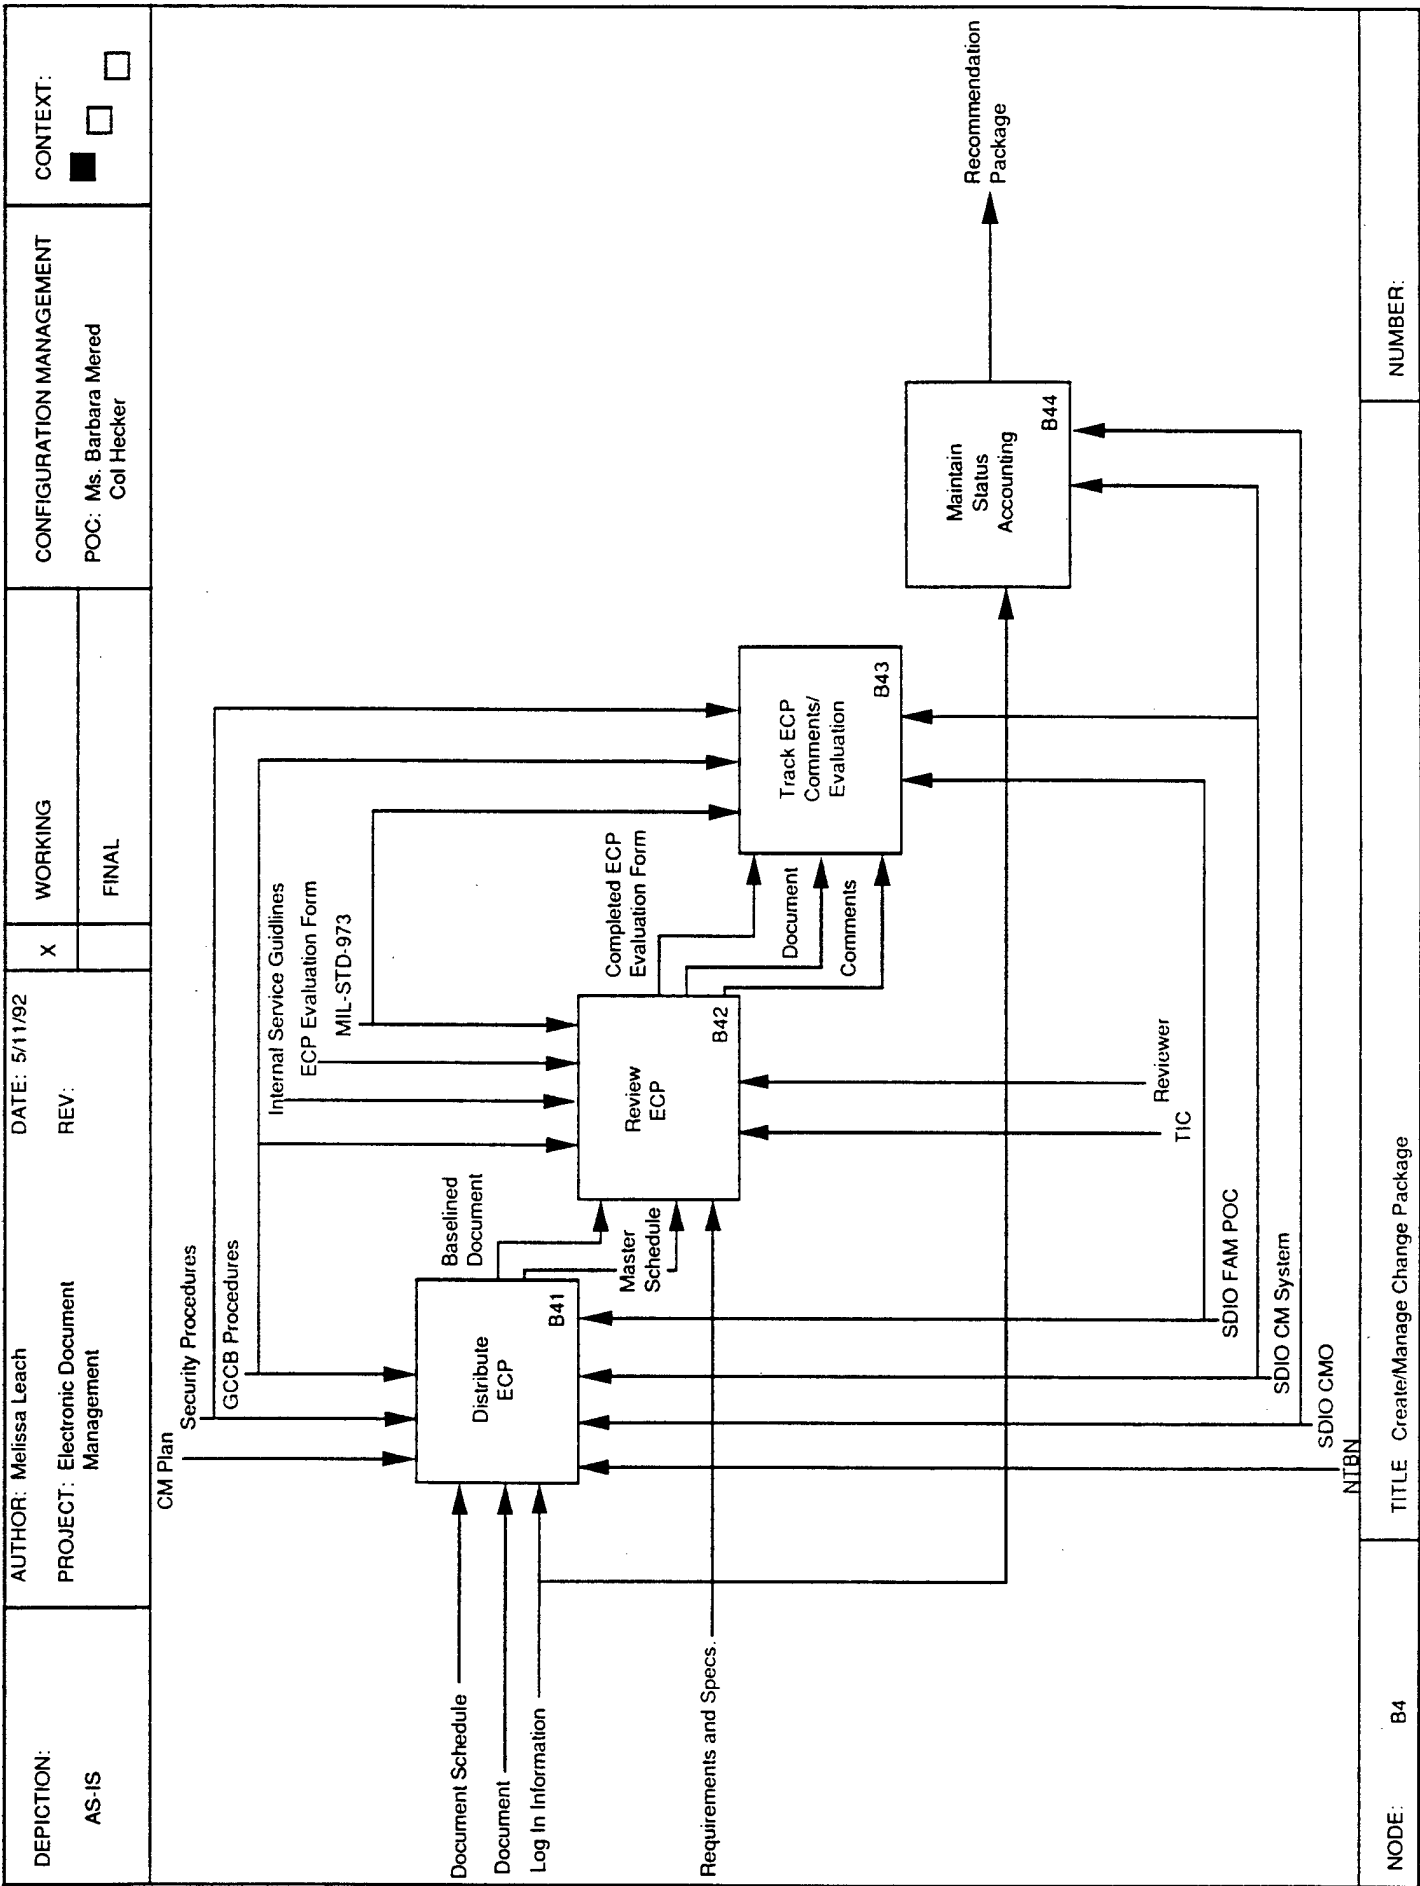 DEPICTION:
AS-IS
AUTHOR: Melissa Leach
PROJECT: Electronic Document
Management
DATE: 5/11/92
REV:
X
WORKING
FINAL
CONFIGURATION MANAGEMENT
POC: Ms. Barbara Mered
Col Hecker
CONTEXT:
CM Plan
Security Procedures
GCCB Procedures
Internal Service Guidlines
ECP Evaluation Form
MIL-STD-973
Document Schedule
Document
Log In Information
Requirements and Specs.
Distribute
ECP
B41
Baselined
Document
Master
Schedule
Review
ECP
B42
Completed ECP
Evaluation Form
Document
Comments
Track ECP
Comments/
Evaluation
B43
Maintain
Status
Accounting
B44
Recommendation
Package
Reviewer
TIC
SDIO FAM POC
SDIO CM System
SDIO CMO
NTBN
NODE: B4
TITLE Create/Manage Change Package
NUMBER: